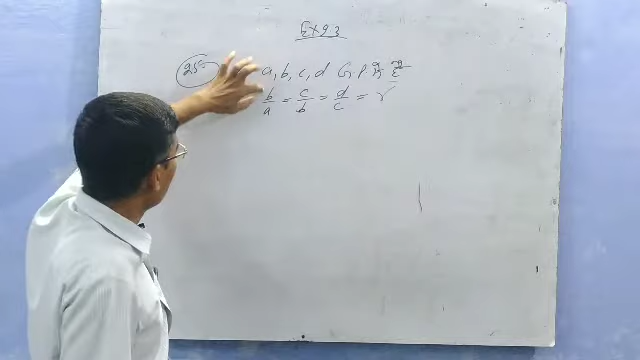 Ex 9.3
25 a, b, c, d G.P में है
b/a = c/b = d/c = r